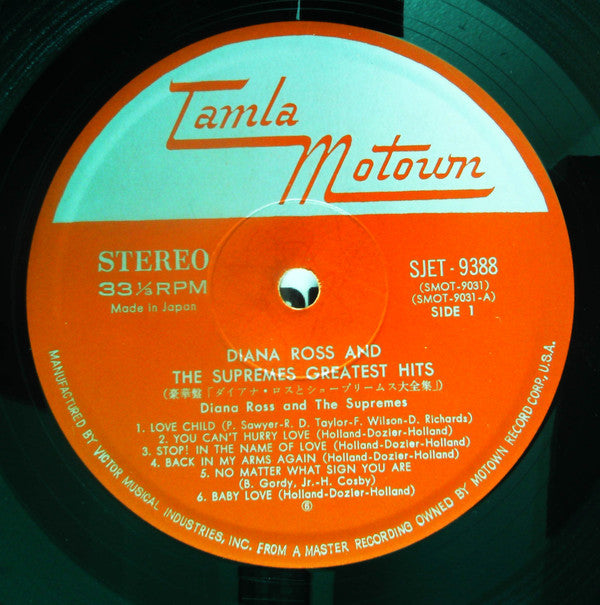 Tamla
Motown
STEREO
33⅓RPM
Made in Japan
SJET - 9388
(SMOT-9031)
(SMOT-9031-A)
SIDE 1
DIANA ROSS AND
THE SUPREMES GREATEST HITS
(豪華盤「ダイアナ・ロスとシュープリームス大全集」)
Diana Ross and The Supremes
1. LOVE CHILD (P. Sawyer-R. D. Taylor-F. Wilson-D. Richards)
2. YOU CAN'T HURRY LOVE (Holland-Dozier-Holland)
3. STOP! IN THE NAME OF LOVE (Holland-Dozier-Holland)
4. BACK IN MY ARMS AGAIN (Holland-Dozier-Holland)
5. NO MATTER WHAT SIGN YOU ARE
(B. Gordy, Jr.-H. Cosby)
6. BABY LOVE (Holland-Dozier-Holland)
⑥
MANUFACTURED BY VICTOR MUSICAL INDUSTRIES, INC. FROM A MASTER RECORDING OWNED BY MOTOWN RECORD CORP., U.S.A.